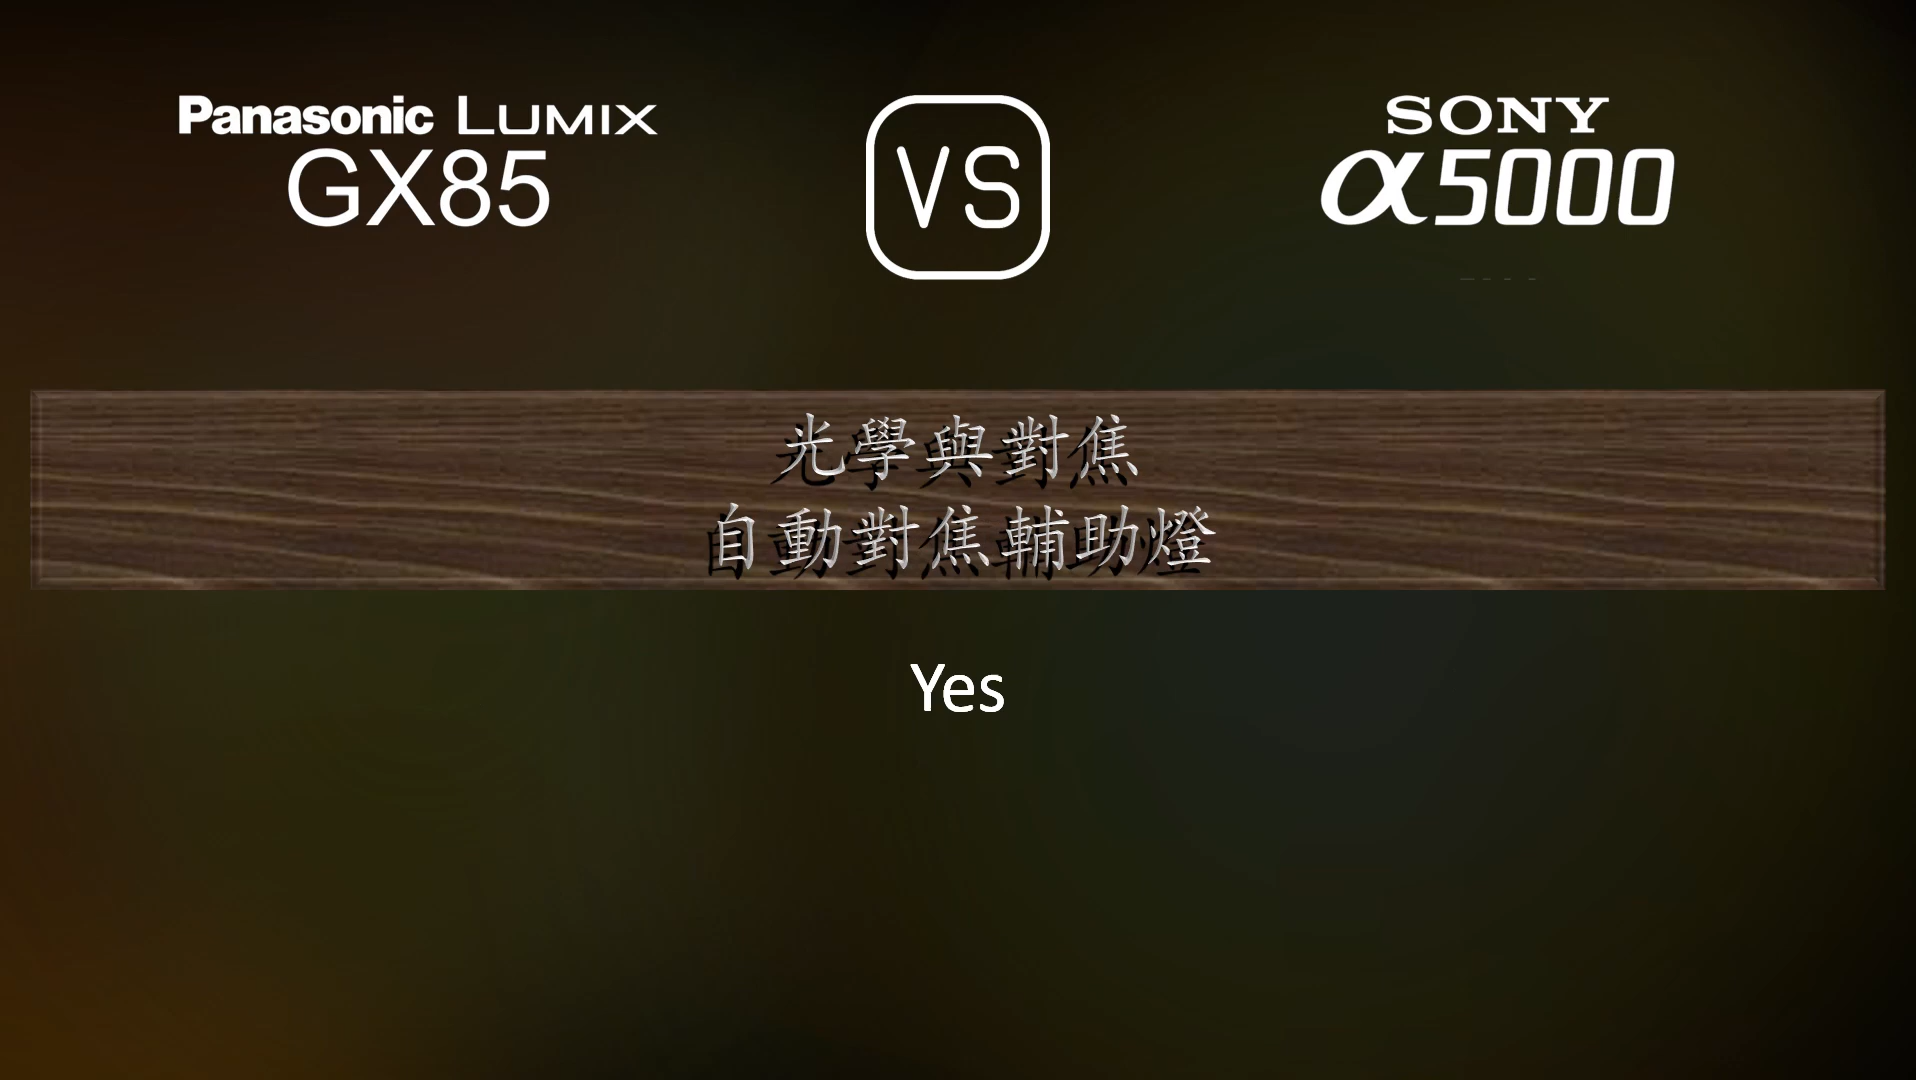 Panasonic LUMIX
GX85
VS
SONY
α5000
光學與對焦
自動對焦輔助燈
Yes